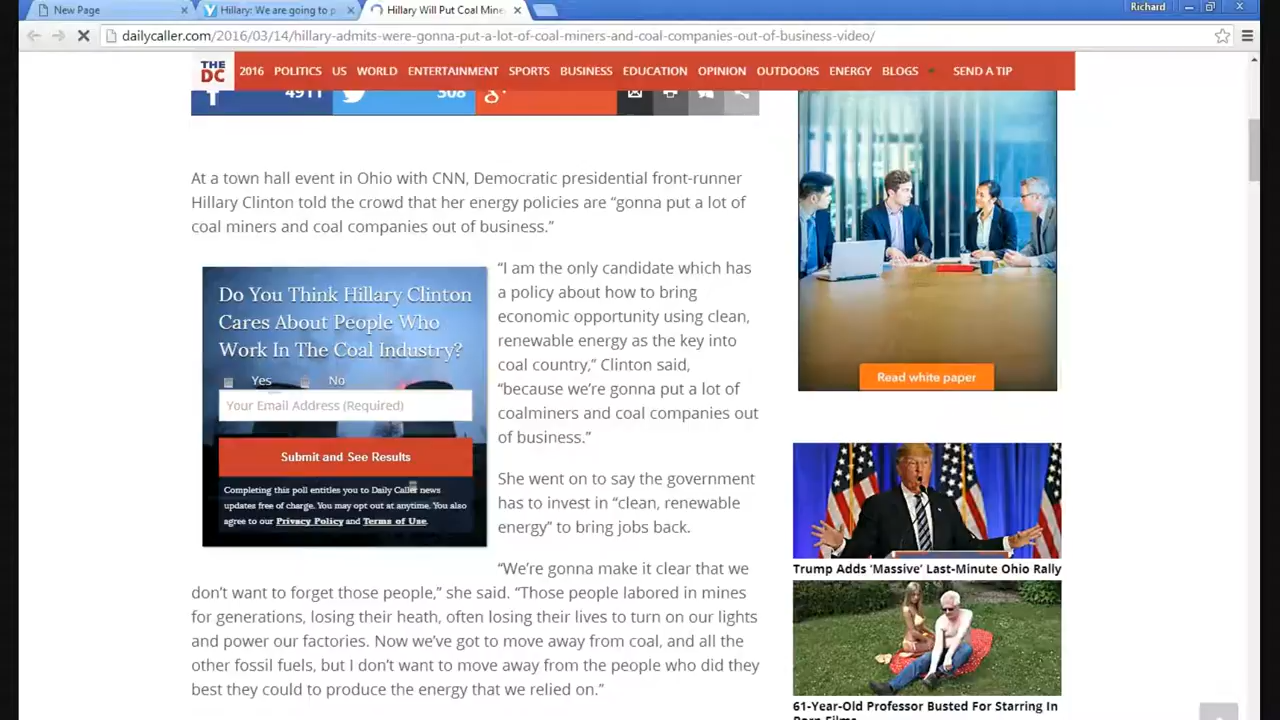 New Page
Hillary: We are going to p
Hillary Will Put Coal Mine
Richard
dailycaller.com/2016/03/14/hillary-admits-were-gonna-put-a-lot-of-coal-miners-and-coal-companies-out-of-business-video/
THE
DC
2016 POLITICS US WORLD ENTERTAINMENT SPORTS BUSINESS EDUCATION OPINION OUTDOORS ENERGY BLOGS SEND A TIP
4911
308
At a town hall event in Ohio with CNN, Democratic presidential front-runner
Hillary Clinton told the crowd that her energy policies are “gonna put a lot of
coal miners and coal companies out of business.”
Do You Think Hillary Clinton
Cares About People Who
Work In The Coal Industry?
Yes No
Your Email Address (Required)
Submit and See Results
Completing this poll entitles you to Daily Caller news
updates free of charge. You may opt out at anytime. You also
agree to our Privacy Policy and Terms of Use.
“I am the only candidate which has
a policy about how to bring
economic opportunity using clean,
renewable energy as the key into
coal country,” Clinton said,
“because we’re gonna put a lot of
coalminers and coal companies out
of business.”
She went on to say the government
has to invest in “clean, renewable
energy” to bring jobs back.
“We’re gonna make it clear that we
don’t want to forget those people,” she said. “Those people labored in mines
for generations, losing their heath, often losing their lives to turn on our lights
and power our factories. Now we’ve got to move away from coal, and all the
other fossil fuels, but I don’t want to move away from the people who did they
best they could to produce the energy that we relied on.”
Read white paper
Trump Adds ‘Massive’ Last-Minute Ohio Rally
61-Year-Old Professor Busted For Starring In
Porn Films